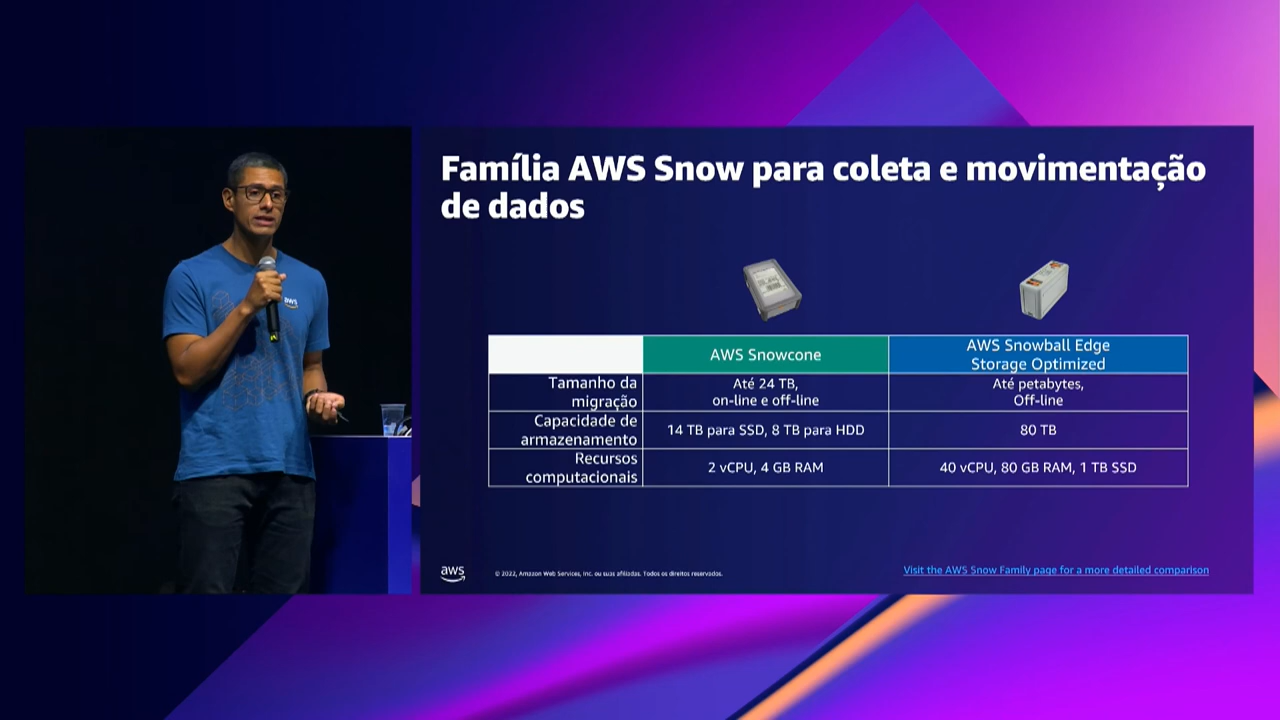 Família AWS Snow para coleta e movimentação
de dados
AWS Snowcone
AWS Snowball Edge
Storage Optimized
Tamanho da
migração
Até 24 TB,
on-line e off-line
Até petabytes,
Off-line
Capacidade de
armazenamento
14 TB para SSD, 8 TB para HDD
80 TB
Recursos
computacionais
2 vCPU, 4 GB RAM
40 vCPU, 80 GB RAM, 1 TB SSD
aws
© 2022, Amazon Web Services, Inc. ou suas afiliadas. Todos os direitos reservados.
Visit the AWS Snow Family page for a more detailed comparison
aws